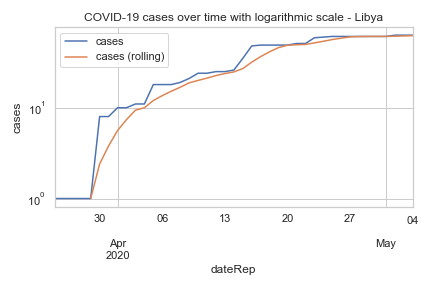 COVID-19 cases over time with logarithmic scale - Libya
cases
cases (rolling)
cases
10¹
10⁰
30 06 13 20 27 04
Apr May
2020
dateRep